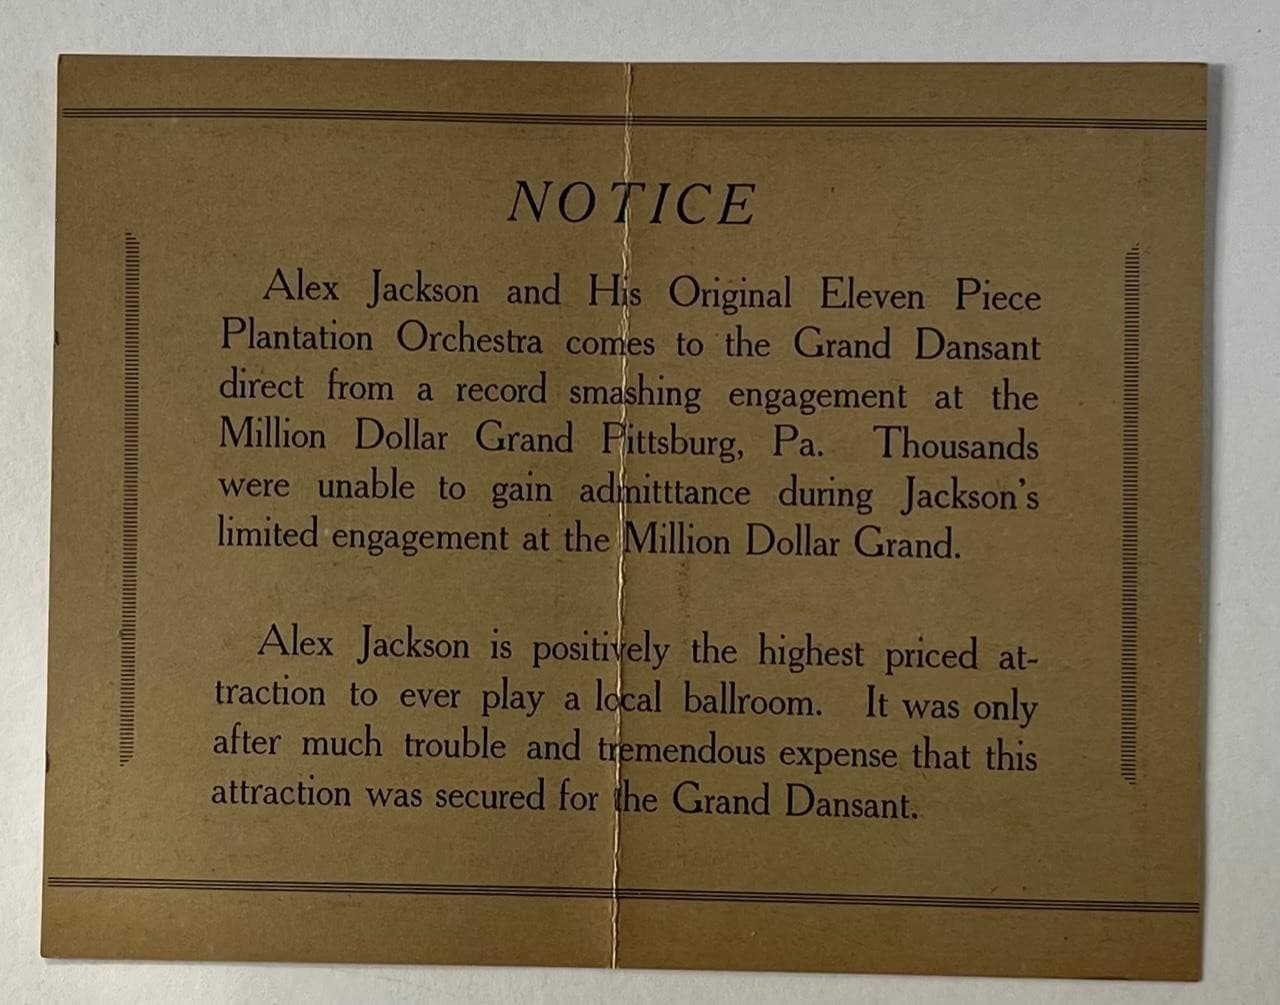 NOTICE
Alex Jackson and His Original Eleven Piece
Plantation Orchestra comes to the Grand Dansant
direct from a record smashing engagement at the
Million Dollar Grand Pittsburg, Pa. Thousands
were unable to gain admitttance during Jackson's
limited engagement at the Million Dollar Grand.
Alex Jackson is positively the highest priced at-
traction to ever play a local ballroom. It was only
after much trouble and tremendous expense that this
attraction was secured for the Grand Dansant.